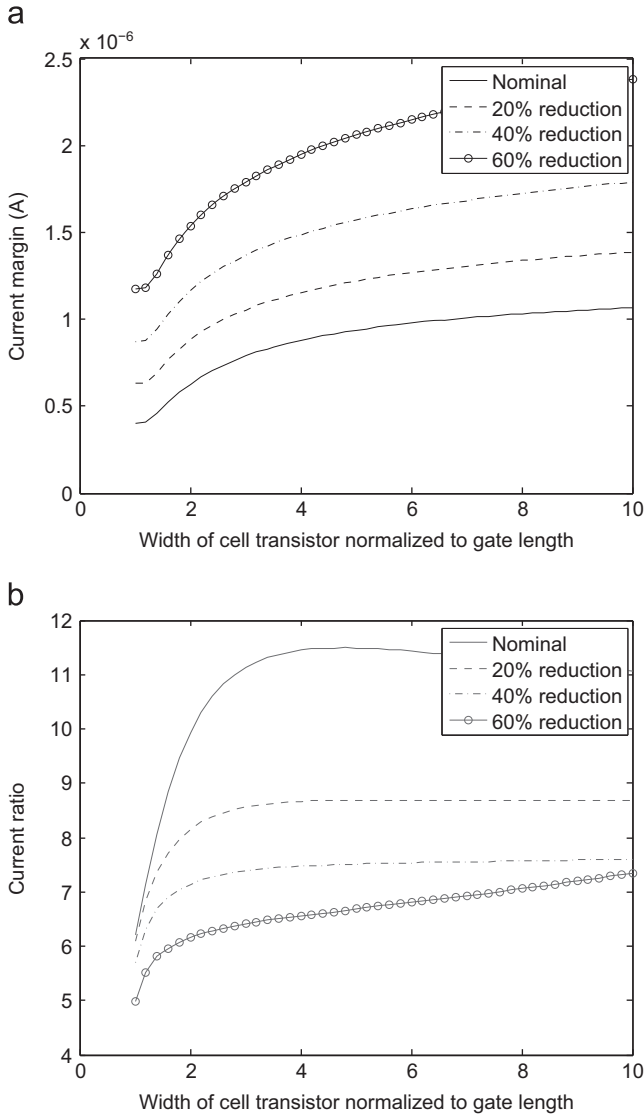 a
x 10⁻⁶
2.5
2
1.5
1
0.5
0
Current margin (A)
Nominal
20% reduction
40% reduction
60% reduction
0 2 4 6 8 10
Width of cell transistor normalized to gate length
b
12
11
10
9
8
7
6
5
4
Current ratio
Nominal
20% reduction
40% reduction
60% reduction
0 2 4 6 8 10
Width of cell transistor normalized to gate length